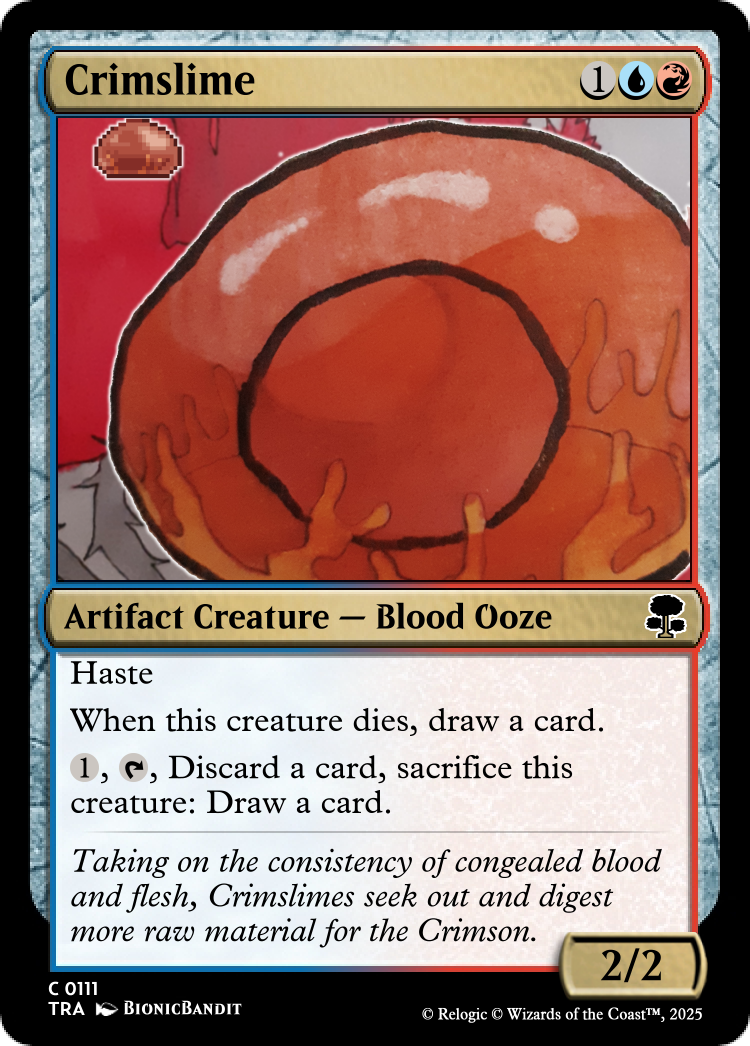 Crimslime 1
Artifact Creature — Blood Ooze
Haste
When this creature dies, draw a card.
1, , Discard a card, sacrifice this
creature: Draw a card.
Taking on the consistency of congealed blood
and flesh, Crimslimes seek out and digest
more raw material for the Crimson.
2/2
C 0111
TRA BionicBandit
© Relogic © Wizards of the Coast™, 2025